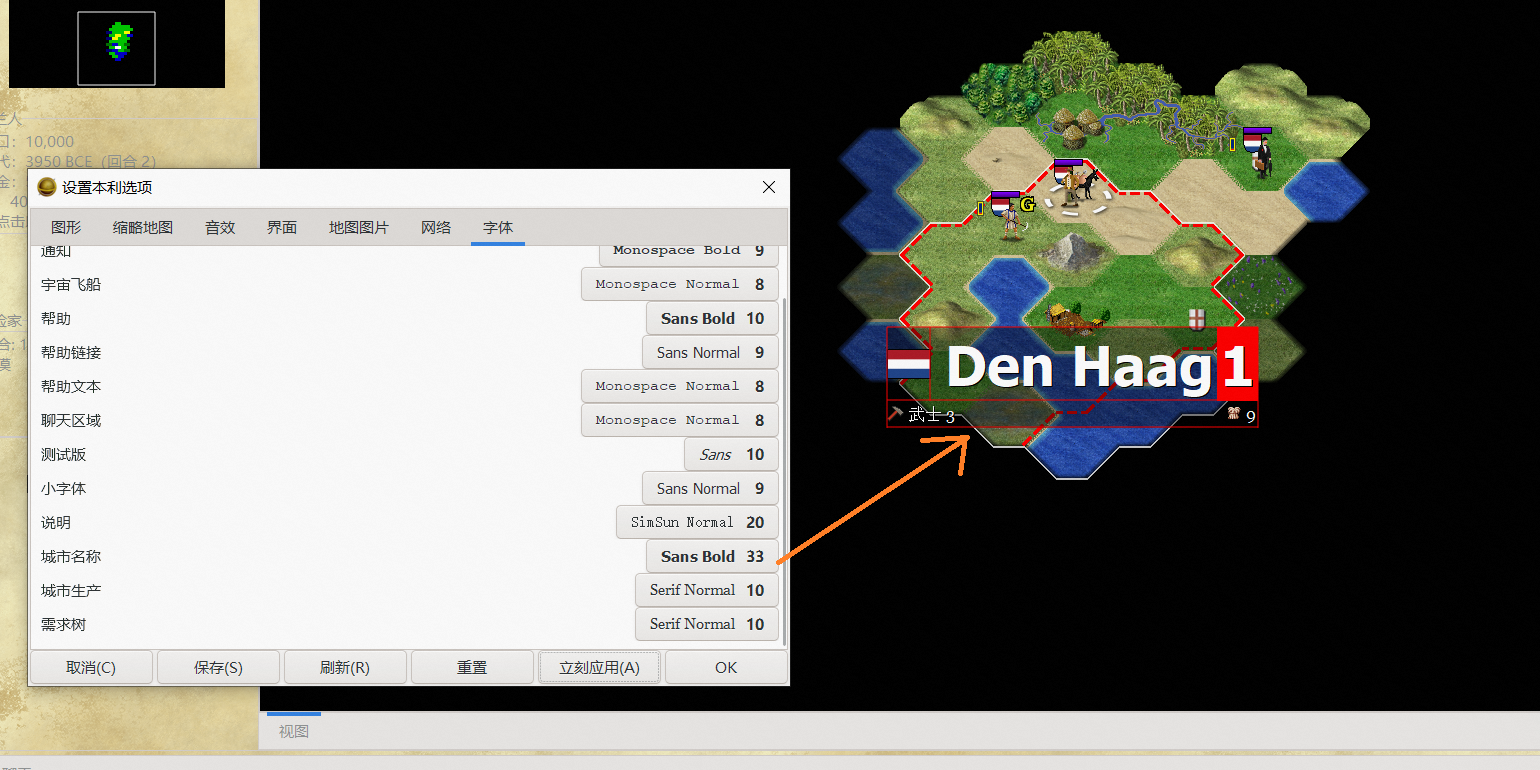 兰人
口: 10,000
代: 3950 BCE (回合 2)
金:
40
点击
设置本利选项
图形 缩略地图 音效 界面 地图图片 网络 字体
通知 Monospace Bold 9
宇宙飞船 Monospace Normal 8
帮助 Sans Bold 10
帮助链接 Sans Normal 9
帮助文本 Monospace Normal 8
聊天区域 Monospace Normal 8
测试版 Sans 10
小字体 Sans Normal 9
说明 SimSun Normal 20
城市名称 Sans Bold 33
城市生产 Serif Normal 10
需求树 Serif Normal 10
取消(C) 保存(S) 刷新(R) 重置 立刻应用(A) OK
G
Den Haag 1
武士 3 9
视图